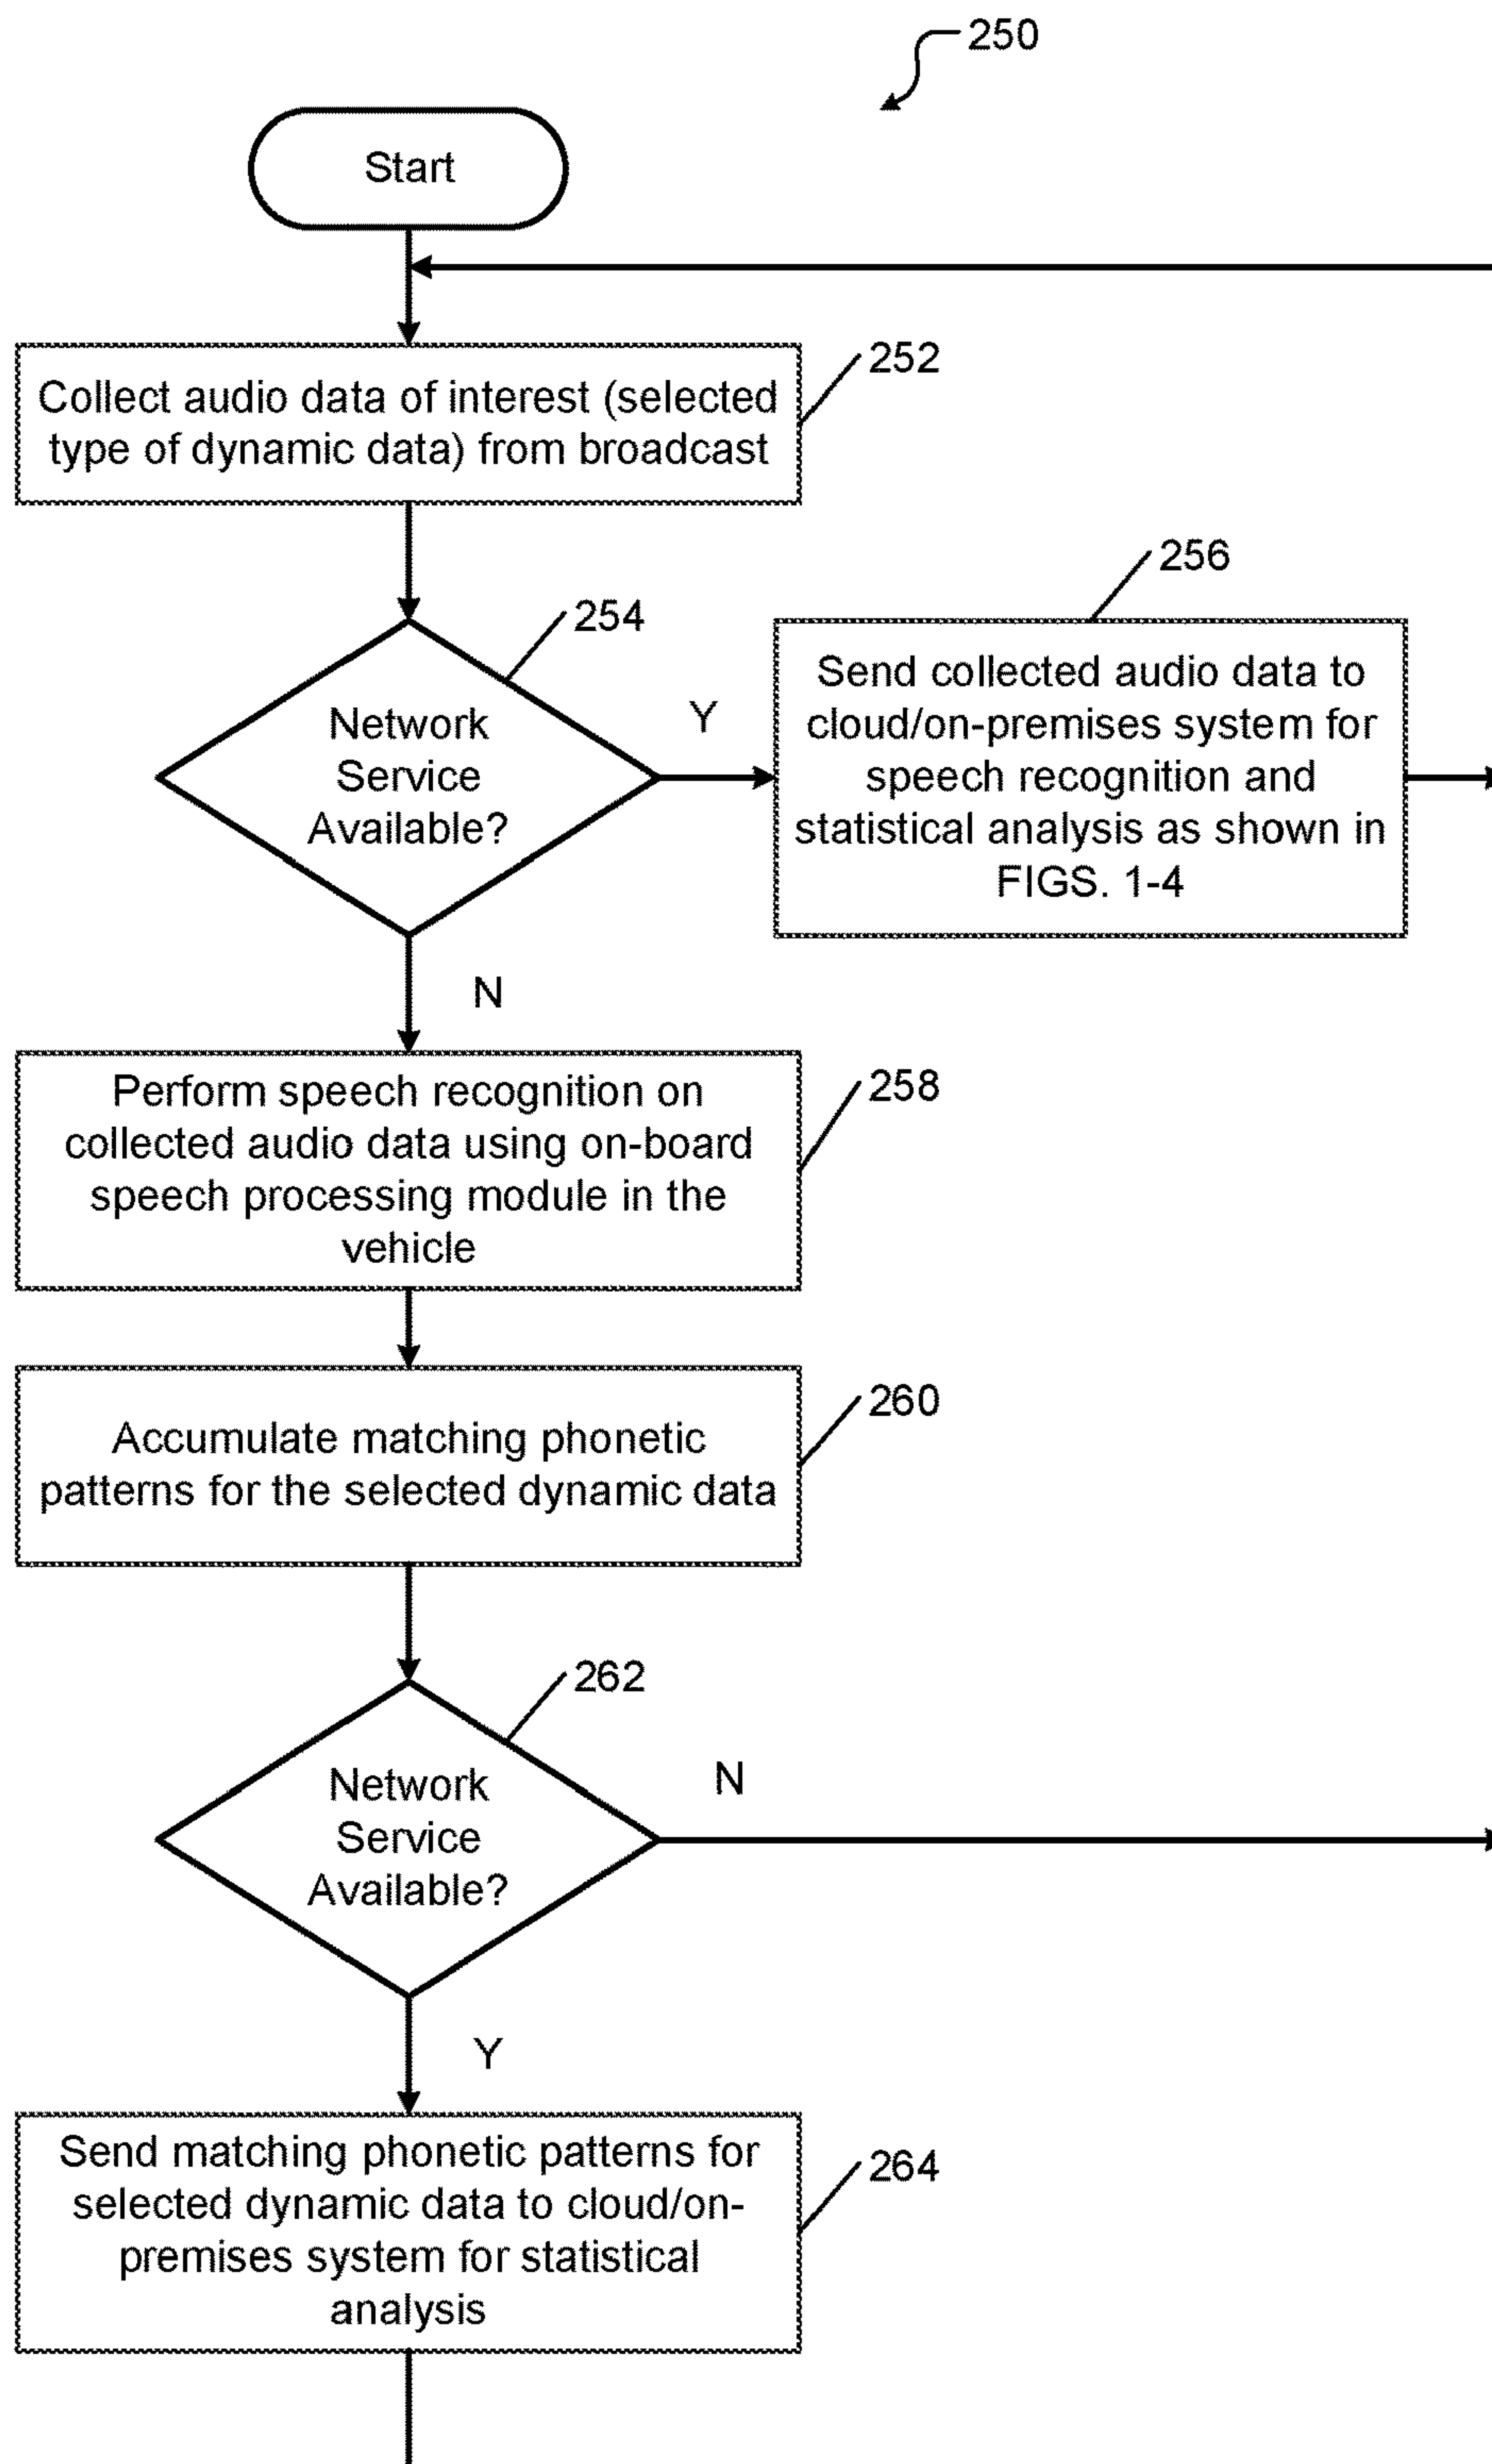 250
Start
252
Collect audio data of interest (selected
type of dynamic data) from broadcast
254
Network
Service
Available?
Y
256
Send collected audio data to
cloud/on-premises system for
speech recognition and
statistical analysis as shown in
FIGS. 1-4
N
258
Perform speech recognition on
collected audio data using on-board
speech processing module in the
vehicle
260
Accumulate matching phonetic
patterns for the selected dynamic data
262
Network
Service
Available?
N
Y
264
Send matching phonetic patterns for
selected dynamic data to cloud/on-
premises system for statistical
analysis